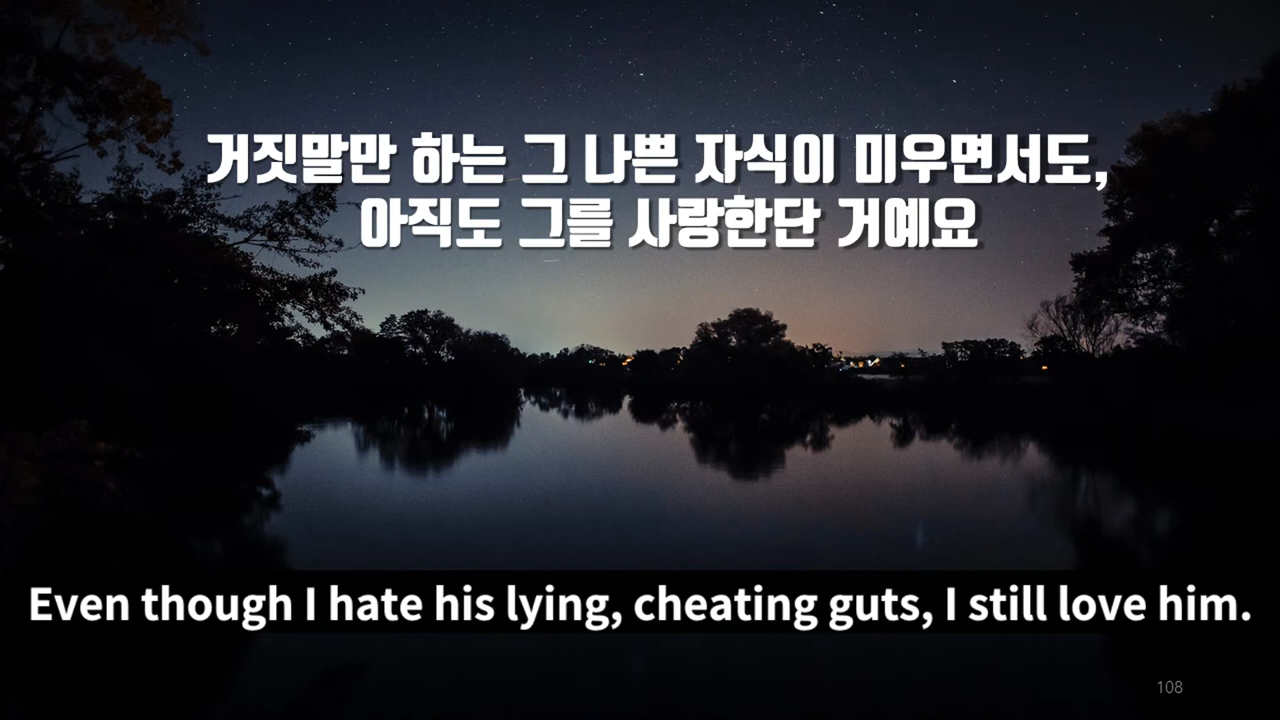 거짓말만 하는 그 나쁜 자식이 미우면서도,
아직도 그를 사랑한단 거예요
Even though I hate his lying, cheating guts, I still love him.
108